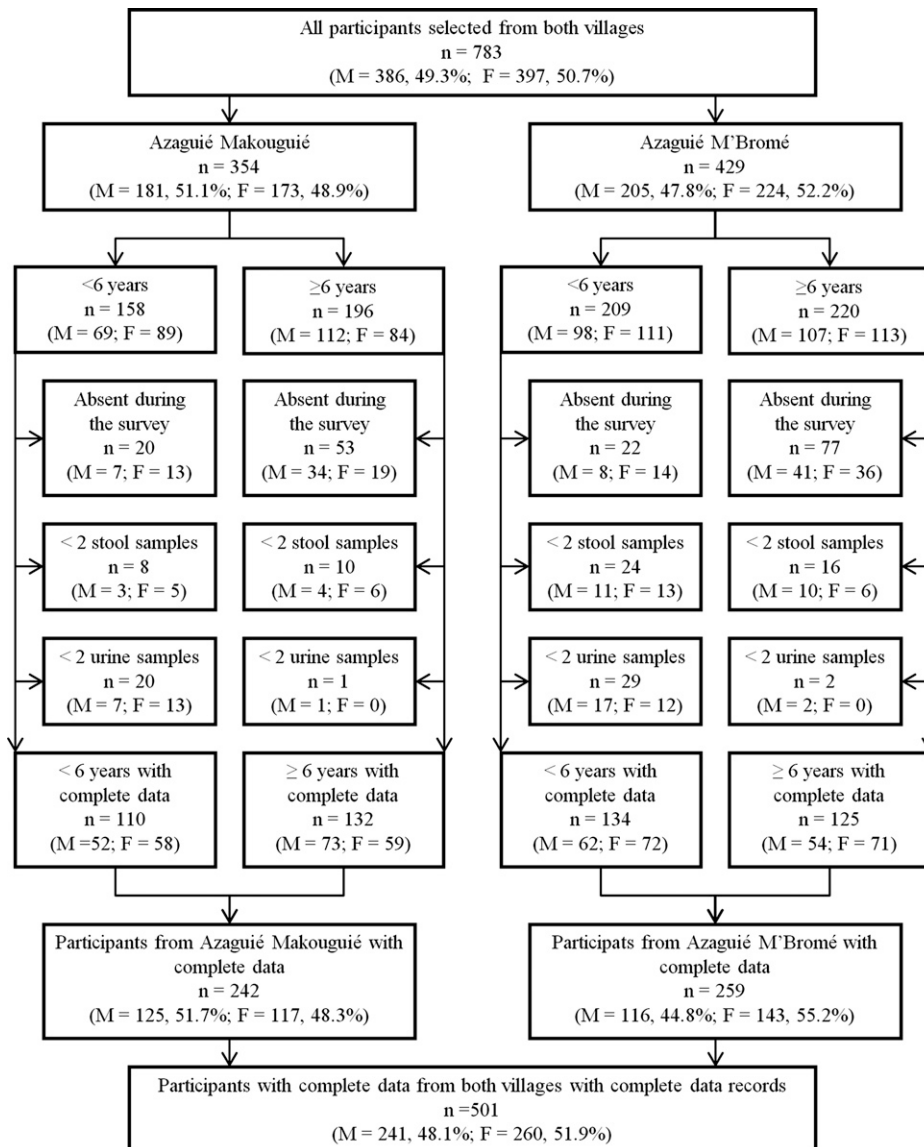 All participants selected from both villages
n = 783
(M = 386, 49.3%; F = 397, 50.7%)
Azaguié Makouguié
n = 354
(M = 181, 51.1%; F = 173, 48.9%)
Azaguié M’Bromé
n = 429
(M = 205, 47.8%; F = 224, 52.2%)
<6 years
n = 158
(M = 69; F = 89)
≥6 years
n = 196
(M = 112; F = 84)
<6 years
n = 209
(M = 98; F = 111)
≥6 years
n = 220
(M = 107; F = 113)
Absent during
the survey
n = 20
(M = 7; F = 13)
Absent during
the survey
n = 53
(M = 34; F = 19)
Absent during
the survey
n = 22
(M = 8; F = 14)
Absent during
the survey
n = 77
(M = 41; F = 36)
< 2 stool samples
n = 8
(M = 3; F = 5)
< 2 stool samples
n = 10
(M = 4; F = 6)
< 2 stool samples
n = 24
(M = 11; F = 13)
< 2 stool samples
n = 16
(M = 10; F = 6)
< 2 urine samples
n = 20
(M = 7; F = 13)
< 2 urine samples
n = 1
(M = 1; F = 0)
< 2 urine samples
n = 29
(M = 17; F = 12)
< 2 urine samples
n = 2
(M = 2; F = 0)
< 6 years with
complete data
n = 110
(M =52; F = 58)
≥ 6 years with
complete data
n = 132
(M = 73; F = 59)
< 6 years with
complete data
n = 134
(M = 62; F = 72)
≥ 6 years with
complete data
n = 125
(M = 54; F = 71)
Participants from Azaguié Makouguié with
complete data
n = 242
(M = 125, 51.7%; F = 117, 48.3%)
Participats from Azaguié M’Bromé with
complete data
n = 259
(M = 116, 44.8%; F = 143, 55.2%)
Participants with complete data from both villages with complete data records
n =501
(M = 241, 48.1%; F = 260, 51.9%)